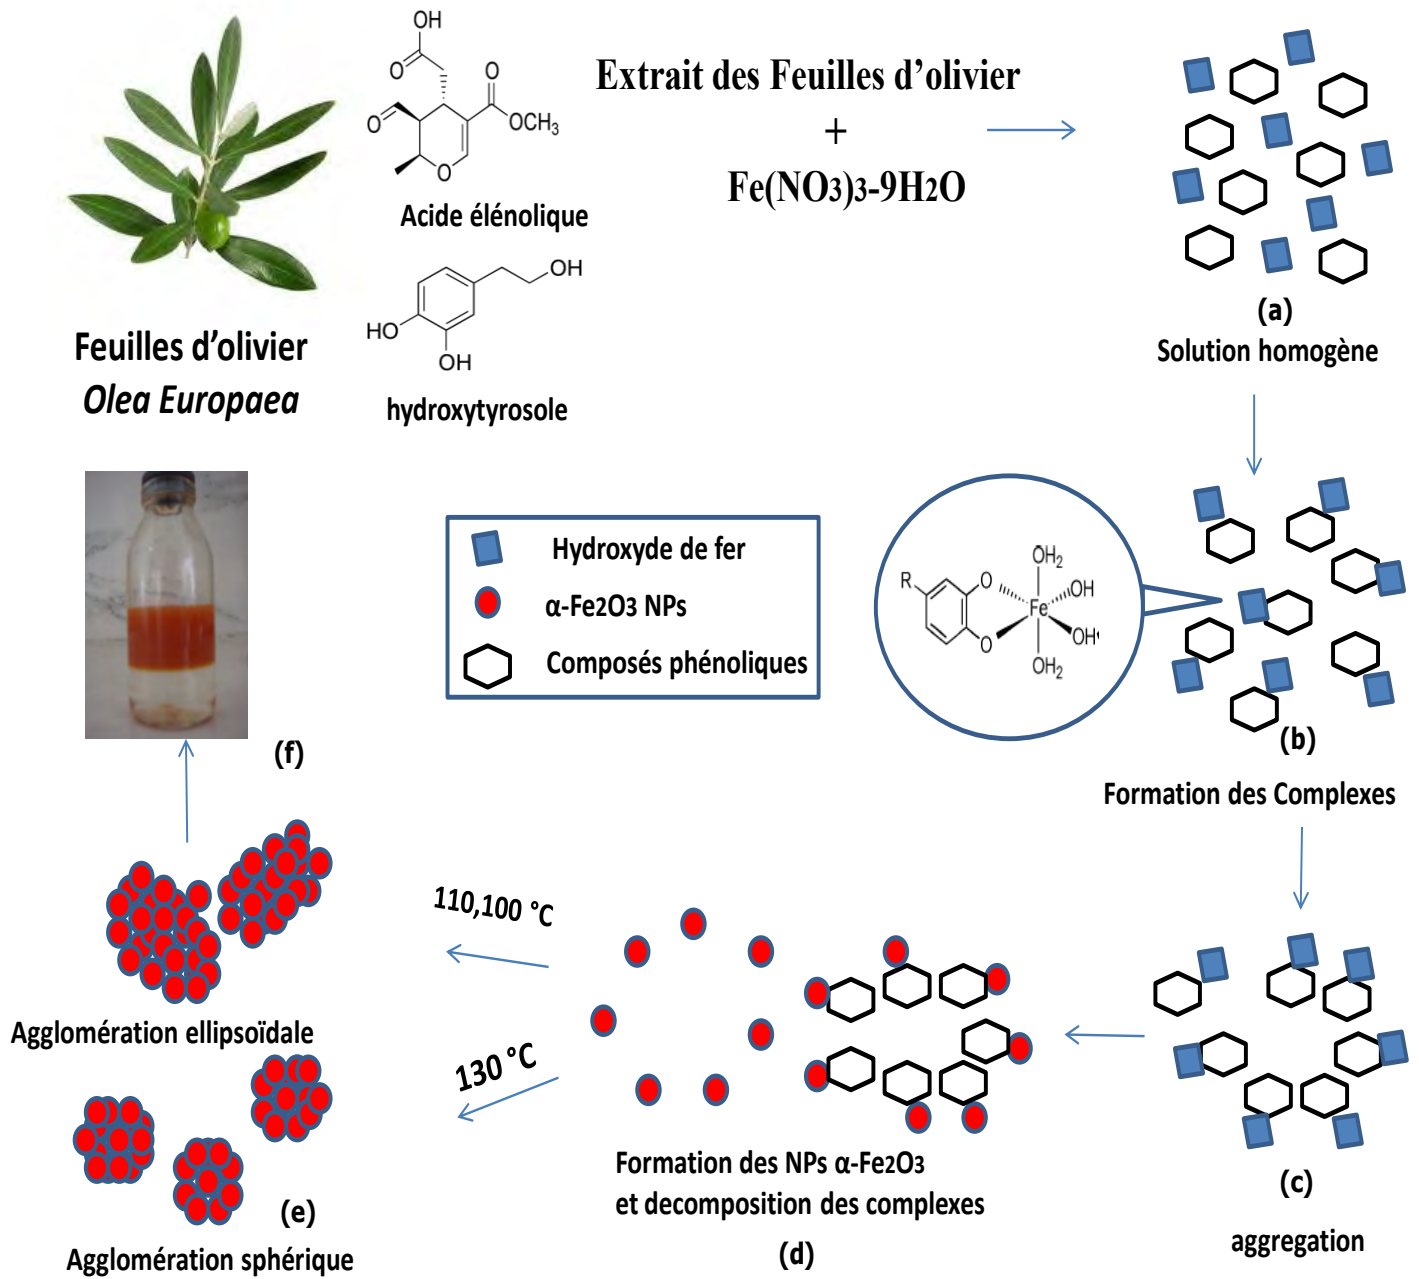 OH
O
O
O
OCH3
O
Acide élénolique
OH
HO
OH
hydroxytyrosole
Feuilles d'olivier
Olea Europaea
Extrait des Feuilles d'olivier
+
Fe(NO3)3-9H2O
(a)
Solution homogène
Hydroxyde de fer
α-Fe2O3 NPs
Composés phénoliques
R
O
O
OH2
Fe
OH
OH
OH2
(b)
Formation des Complexes
(c)
aggregation
Formation des NPs α-Fe2O3
et decomposition des complexes
(d)
110,100 °C
130 °C
Agglomération ellipsoïdale
(e)
Agglomération sphérique
(f)